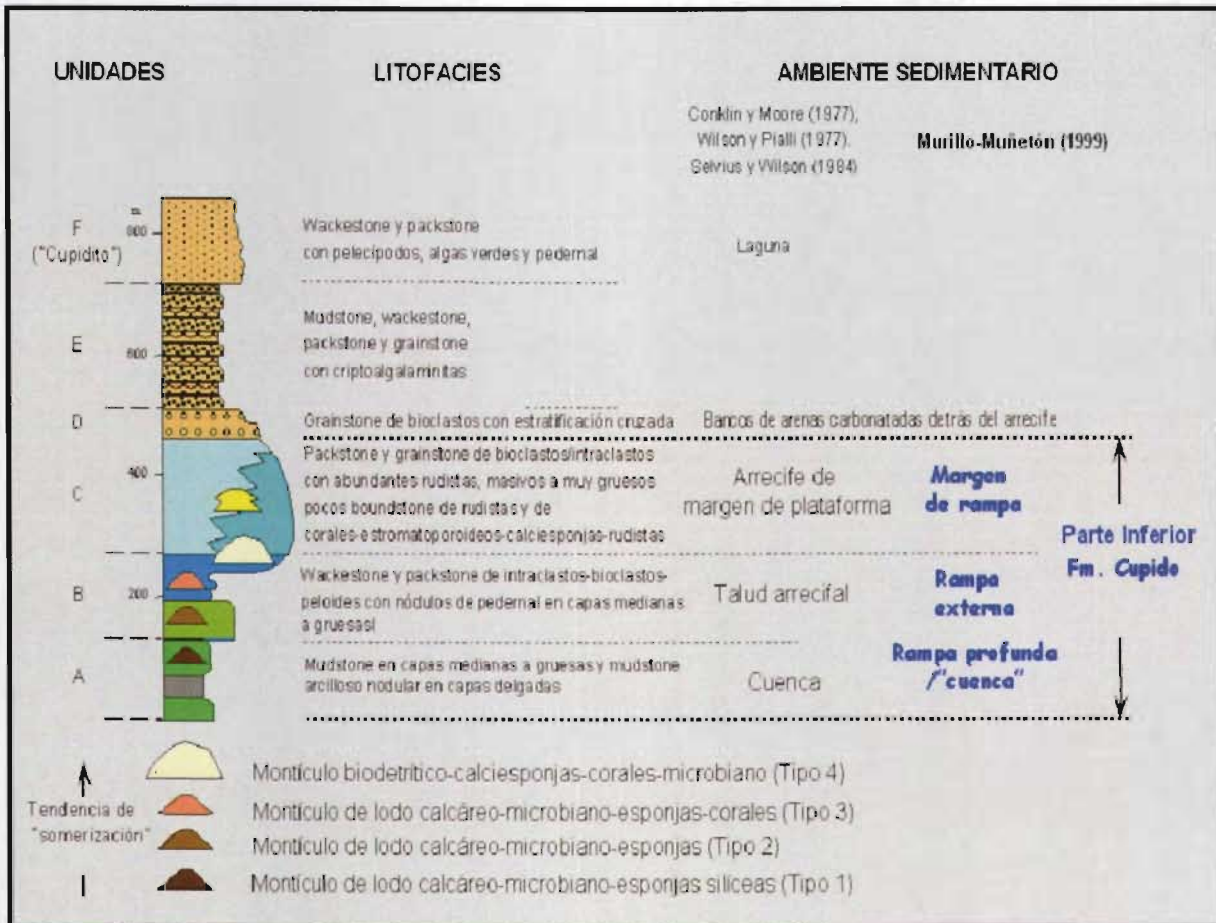 UNIDADES
LITOFACIES
AMBIENTE SEDIMENTARIO
Conklin y Moore (1977),
Wilson y Pialli (1977).
Selvius y Wilson (1984)
Murillo-Muñetón (1999)
m
F
("Cupidito")
800
Wackestone y packstone
con pelecípodos, algas verdes y pedernal
Laguna
E
600
Mudstone, wackestone,
packstone y grainstone
con criptoalgalaminitas
D
Grainstone de bioclastos con estratificación cruzada
Bancos de arenas carbonatadas detrás del arrecife
C
400
Packstone y grainstone de bioclastos/intraclastos
con abundantes rudistas, masivos a muy gruesos
pocos boundstone de rudistas y de
corales-estromatoporoideos-calciesponjas-rudistas
Arrecife de
margen de plataforma
Margen
de rampa
Parte Inferior
Fm. Cupido
B
200
Wackestone y packstone de intraclastos-bioclastos-
peloides con nódulos de pedernal en capas medianas
a gruesasl
Talud arrecifal
Rampa
externa
A
Mudstone en capas medianas a gruesas y mudstone
arcilloso nodular en capas delgadas
Cuenca
Rampa profunda
/"cuenca"
Tendencia de
"somerización"
Montículo biodetrítico-calciesponjas-corales-microbiano (Tipo 4)
Montículo de lodo calcáreo-microbiano-esponjas-corales (Tipo 3)
Montículo de lodo calcáreo-microbiano-esponjas (Tipo 2)
Montículo de lodo calcáreo-microbiano-esponjas silíceas (Tipo 1)